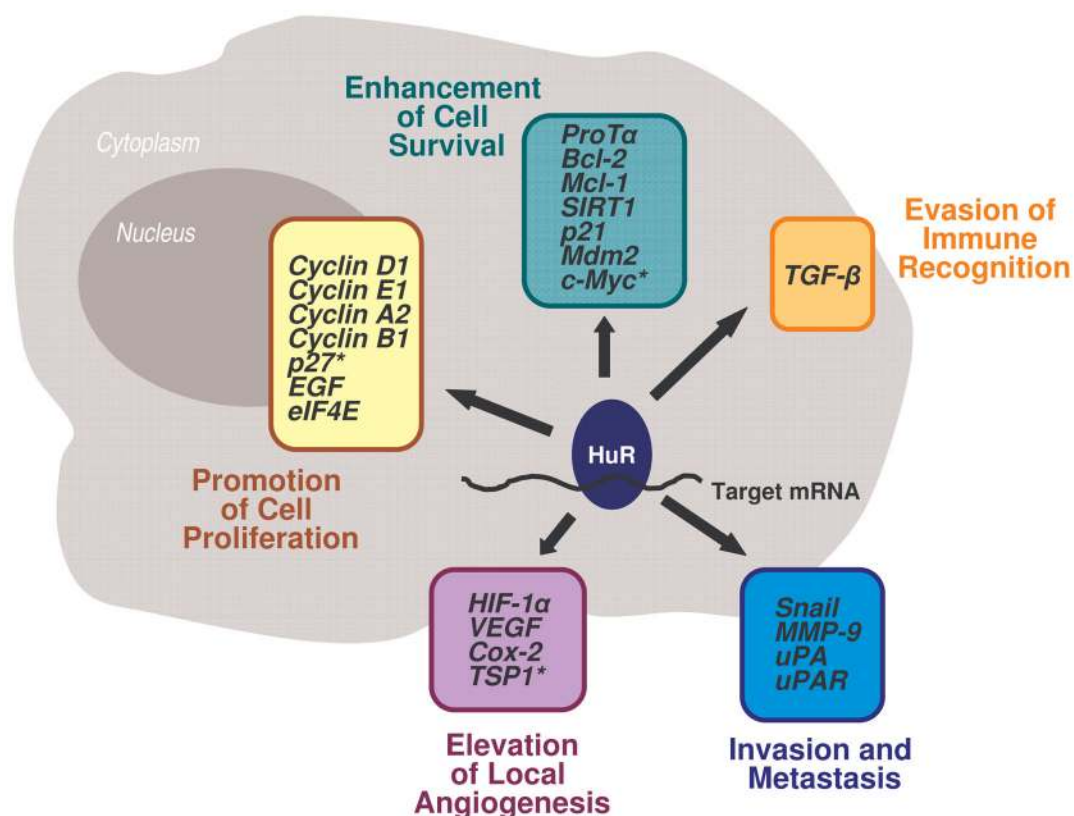 Enhancement
of Cell
Survival
ProTα
Bcl-2
Mcl-1
SIRT1
p21
Mdm2
c-Myc*
Cytoplasm
Nucleus
Evasion of
Immune
Recognition
TGF-β
Cyclin D1
Cyclin E1
Cyclin A2
Cyclin B1
p27*
EGF
eIF4E
Promotion
of Cell
Proliferation
HuR
Target mRNA
HIF-1α
VEGF
Cox-2
TSP1*
Elevation
of Local
Angiogenesis
Snail
MMP-9
uPA
uPAR
Invasion and
Metastasis